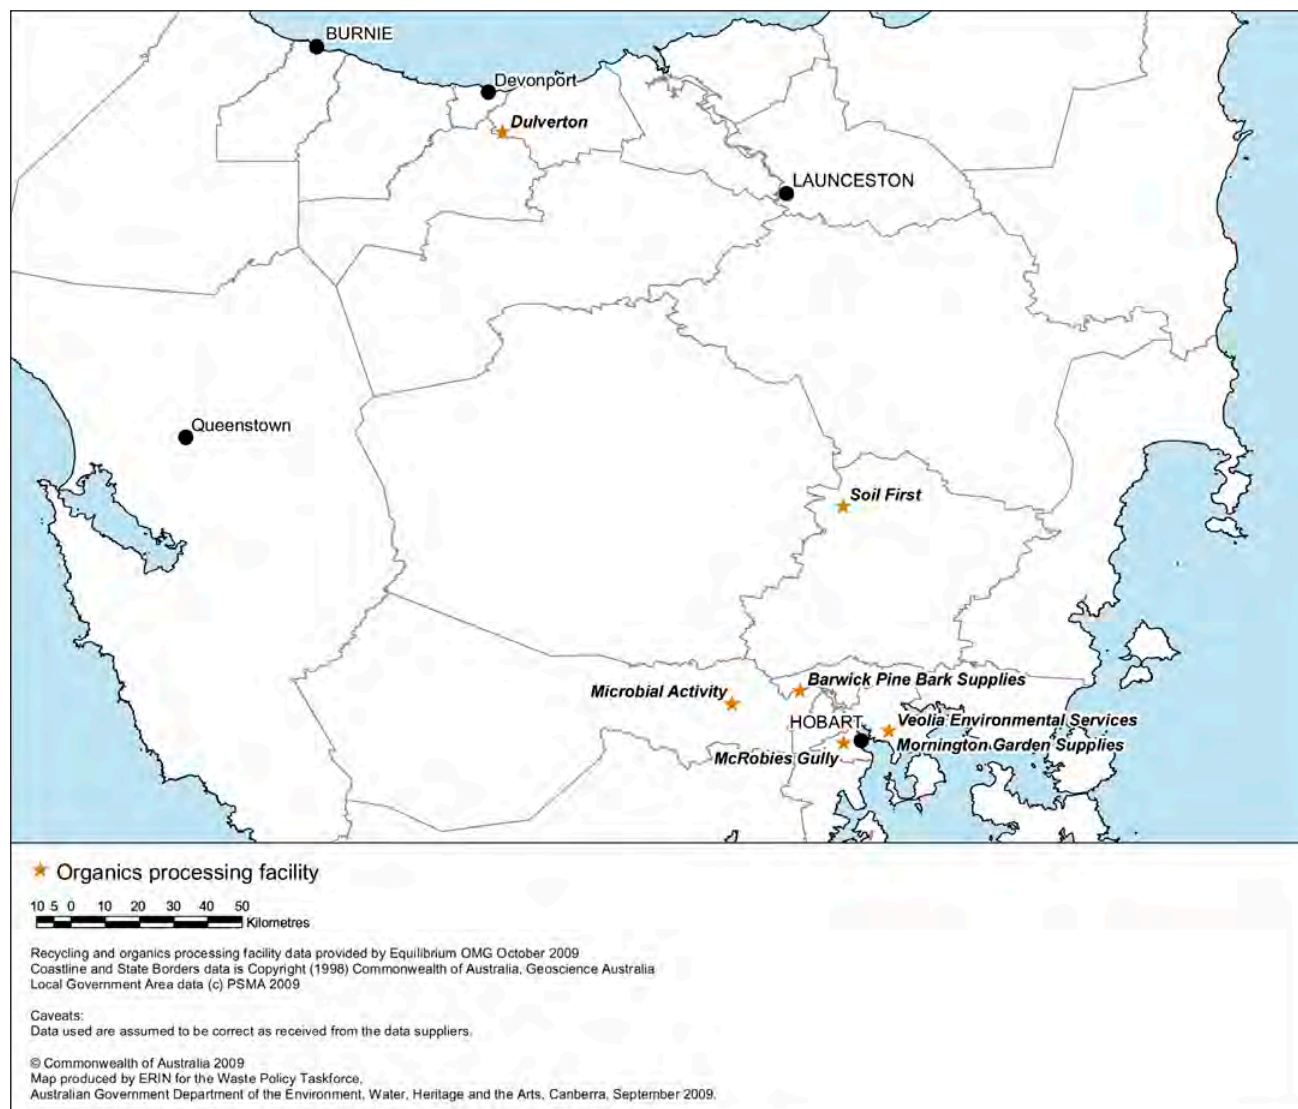 BURNIE
Devonport
Dulverton
LAUNCESTON
Queenstown
Soil First
Barwick Pine Bark Supplies
Microbial Activity
HOBART
Veolia Environmental Services
Mornington Garden Supplies
McRobies Gully
Organics processing facility
10 5 0 10 20 30 40 50
Kilometres
Recycling and organics processing facility data provided by Equilibrium OMG October 2009
Coastline and State Borders data is Copyright (1998) Commonwealth of Australia, Geoscience Australia
Local Government Area data (c) PSMA 2009
Caveats:
Data used are assumed to be correct as received from the data suppliers.
© Commonwealth of Australia 2009
Map produced by ERIN for the Waste Policy Taskforce,
Australian Government Department of the Environment, Water, Heritage and the Arts, Canberra, September 2009.